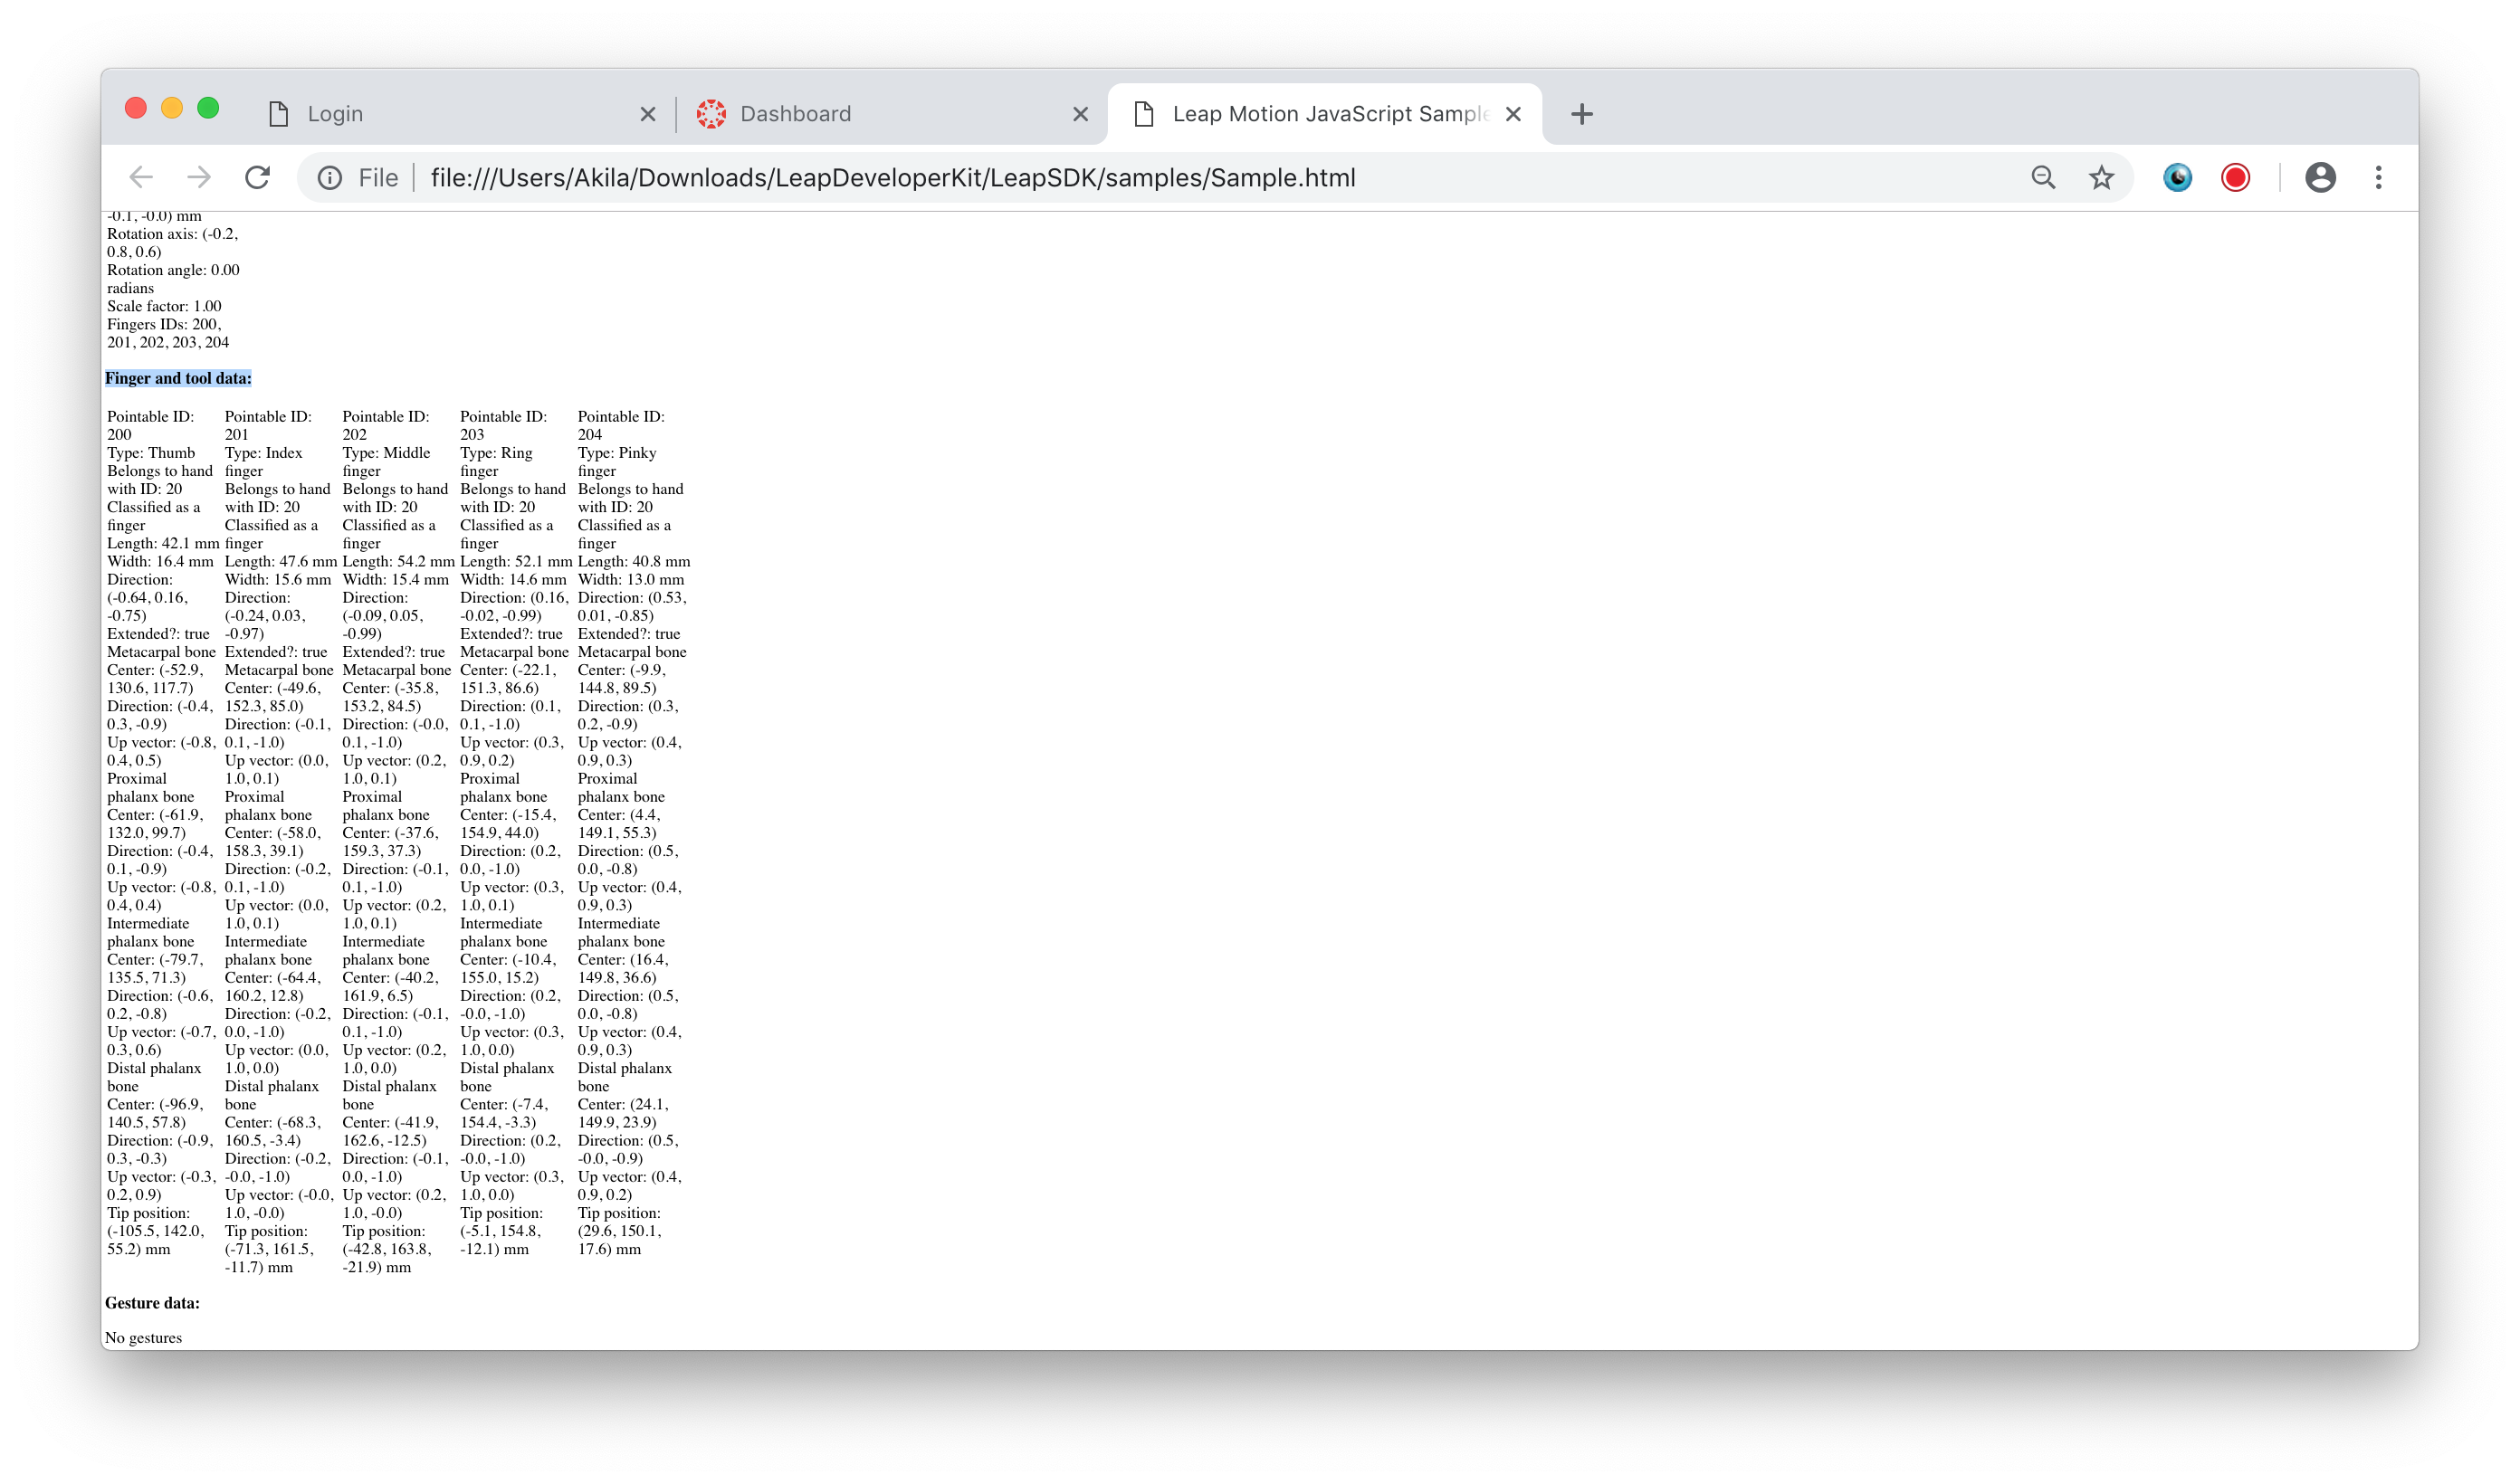 Login
Dashboard
Leap Motion JavaScript Sample
File
file:///Users/Akila/Downloads/LeapDeveloperKit/LeapSDK/samples/Sample.html
-0.1, -0.0) mm
Rotation axis: (-0.2,
0.8, 0.6)
Rotation angle: 0.00
radians
Scale factor: 1.00
Fingers IDs: 200,
201, 202, 203, 204
Finger and tool data:
Pointable ID:
200
Type: Thumb
Belongs to hand
with ID: 20
Classified as a
finger
Length: 42.1 mm
Width: 16.4 mm
Direction:
(-0.64, 0.16,
-0.75)
Extended?: true
Metacarpal bone
Center: (-52.9,
130.6, 117.7)
Direction: (-0.4,
0.3, -0.9)
Up vector: (-0.8,
0.4, 0.5)
Proximal
phalanx bone
Center: (-61.9,
132.0, 99.7)
Direction: (-0.4,
0.1, -0.9)
Up vector: (-0.8,
0.4, 0.4)
Intermediate
phalanx bone
Center: (-79.7,
135.5, 71.3)
Direction: (-0.6,
0.2, -0.8)
Up vector: (-0.7,
0.3, 0.6)
Distal phalanx
bone
Center: (-96.9,
140.5, 57.8)
Direction: (-0.9,
0.3, -0.3)
Up vector: (-0.3,
0.2, 0.9)
Tip position:
(-105.5, 142.0,
55.2) mm
Pointable ID:
201
Type: Index
finger
Belongs to hand
with ID: 20
Classified as a
finger
Length: 47.6 mm
Width: 15.6 mm
Direction:
(-0.24, 0.03,
-0.97)
Extended?: true
Metacarpal bone
Center: (-49.6,
152.3, 85.0)
Direction: (-0.1,
0.1, -1.0)
Up vector: (0.0,
1.0, 0.1)
Proximal
phalanx bone
Center: (-58.0,
158.3, 39.1)
Direction: (-0.2,
0.1, -1.0)
Up vector: (0.0,
1.0, 0.1)
Intermediate
phalanx bone
Center: (-64.4,
160.2, 12.8)
Direction: (-0.2,
0.0, -1.0)
Up vector: (0.0,
1.0, 0.0)
Distal phalanx
bone
Center: (-68.3,
160.5, -3.4)
Direction: (-0.2,
-0.0, -1.0)
Up vector: (-0.0,
1.0, -0.0)
Tip position:
(-71.3, 161.5,
-11.7) mm
Pointable ID:
202
Type: Middle
finger
Belongs to hand
with ID: 20
Classified as a
finger
Length: 54.2 mm
Width: 15.4 mm
Direction:
(-0.09, 0.05,
-0.99)
Extended?: true
Metacarpal bone
Center: (-35.8,
153.2, 84.5)
Direction: (-0.0,
0.1, -1.0)
Up vector: (0.2,
1.0, 0.1)
Proximal
phalanx bone
Center: (-37.6,
159.3, 37.3)
Direction: (-0.1,
0.1, -1.0)
Up vector: (0.2,
1.0, 0.1)
Intermediate
phalanx bone
Center: (-40.2,
161.9, 6.5)
Direction: (-0.1,
0.1, -1.0)
Up vector: (0.2,
1.0, 0.0)
Distal phalanx
bone
Center: (-41.9,
162.6, -12.5)
Direction: (-0.1,
0.0, -1.0)
Up vector: (0.2,
1.0, -0.0)
Tip position:
(-42.8, 163.8,
-21.9) mm
Pointable ID:
203
Type: Ring
finger
Belongs to hand
with ID: 20
Classified as a
finger
Length: 52.1 mm
Width: 14.6 mm
Direction: (0.16,
-0.02, -0.99)
Extended?: true
Metacarpal bone
Center: (-22.1,
151.3, 86.6)
Direction: (0.1,
0.1, -1.0)
Up vector: (0.3,
0.9, 0.2)
Proximal
phalanx bone
Center: (-15.4,
154.9, 44.0)
Direction: (0.2,
0.0, -1.0)
Up vector: (0.3,
1.0, 0.1)
Intermediate
phalanx bone
Center: (-10.4,
155.0, 15.2)
Direction: (0.2,
-0.0, -1.0)
Up vector: (0.3,
1.0, 0.0)
Distal phalanx
bone
Center: (-7.4,
154.4, -3.3)
Direction: (0.2,
-0.0, -1.0)
Up vector: (0.3,
1.0, 0.0)
Tip position:
(-5.1, 154.8,
-12.1) mm
Pointable ID:
204
Type: Pinky
finger
Belongs to hand
with ID: 20
Classified as a
finger
Length: 40.8 mm
Width: 13.0 mm
Direction: (0.53,
0.01, -0.85)
Extended?: true
Metacarpal bone
Center: (-9.9,
144.8, 89.5)
Direction: (0.3,
0.2, -0.9)
Up vector: (0.4,
0.9, 0.3)
Proximal
phalanx bone
Center: (4.4,
149.1, 55.3)
Direction: (0.5,
0.0, -0.8)
Up vector: (0.4,
0.9, 0.3)
Intermediate
phalanx bone
Center: (16.4,
149.8, 36.6)
Direction: (0.5,
0.0, -0.8)
Up vector: (0.4,
0.9, 0.3)
Distal phalanx
bone
Center: (24.1,
149.9, 23.9)
Direction: (0.5,
-0.0, -0.9)
Up vector: (0.4,
0.9, 0.2)
Tip position:
(29.6, 150.1,
17.6) mm
Gesture data:
No gestures